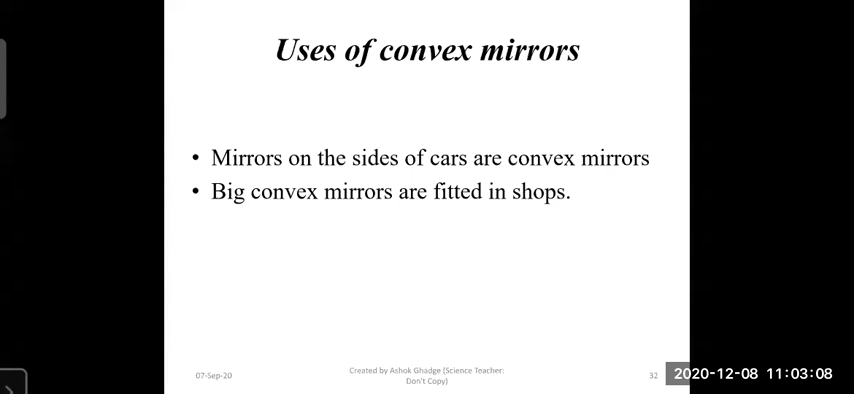 Uses of convex mirrors
• Mirrors on the sides of cars are convex mirrors
• Big convex mirrors are fitted in shops.
07-Sep-20
Created by Ashok Ghadge (Science Teacher:
Don't Copy)
32
2020-12-08 11:03:08